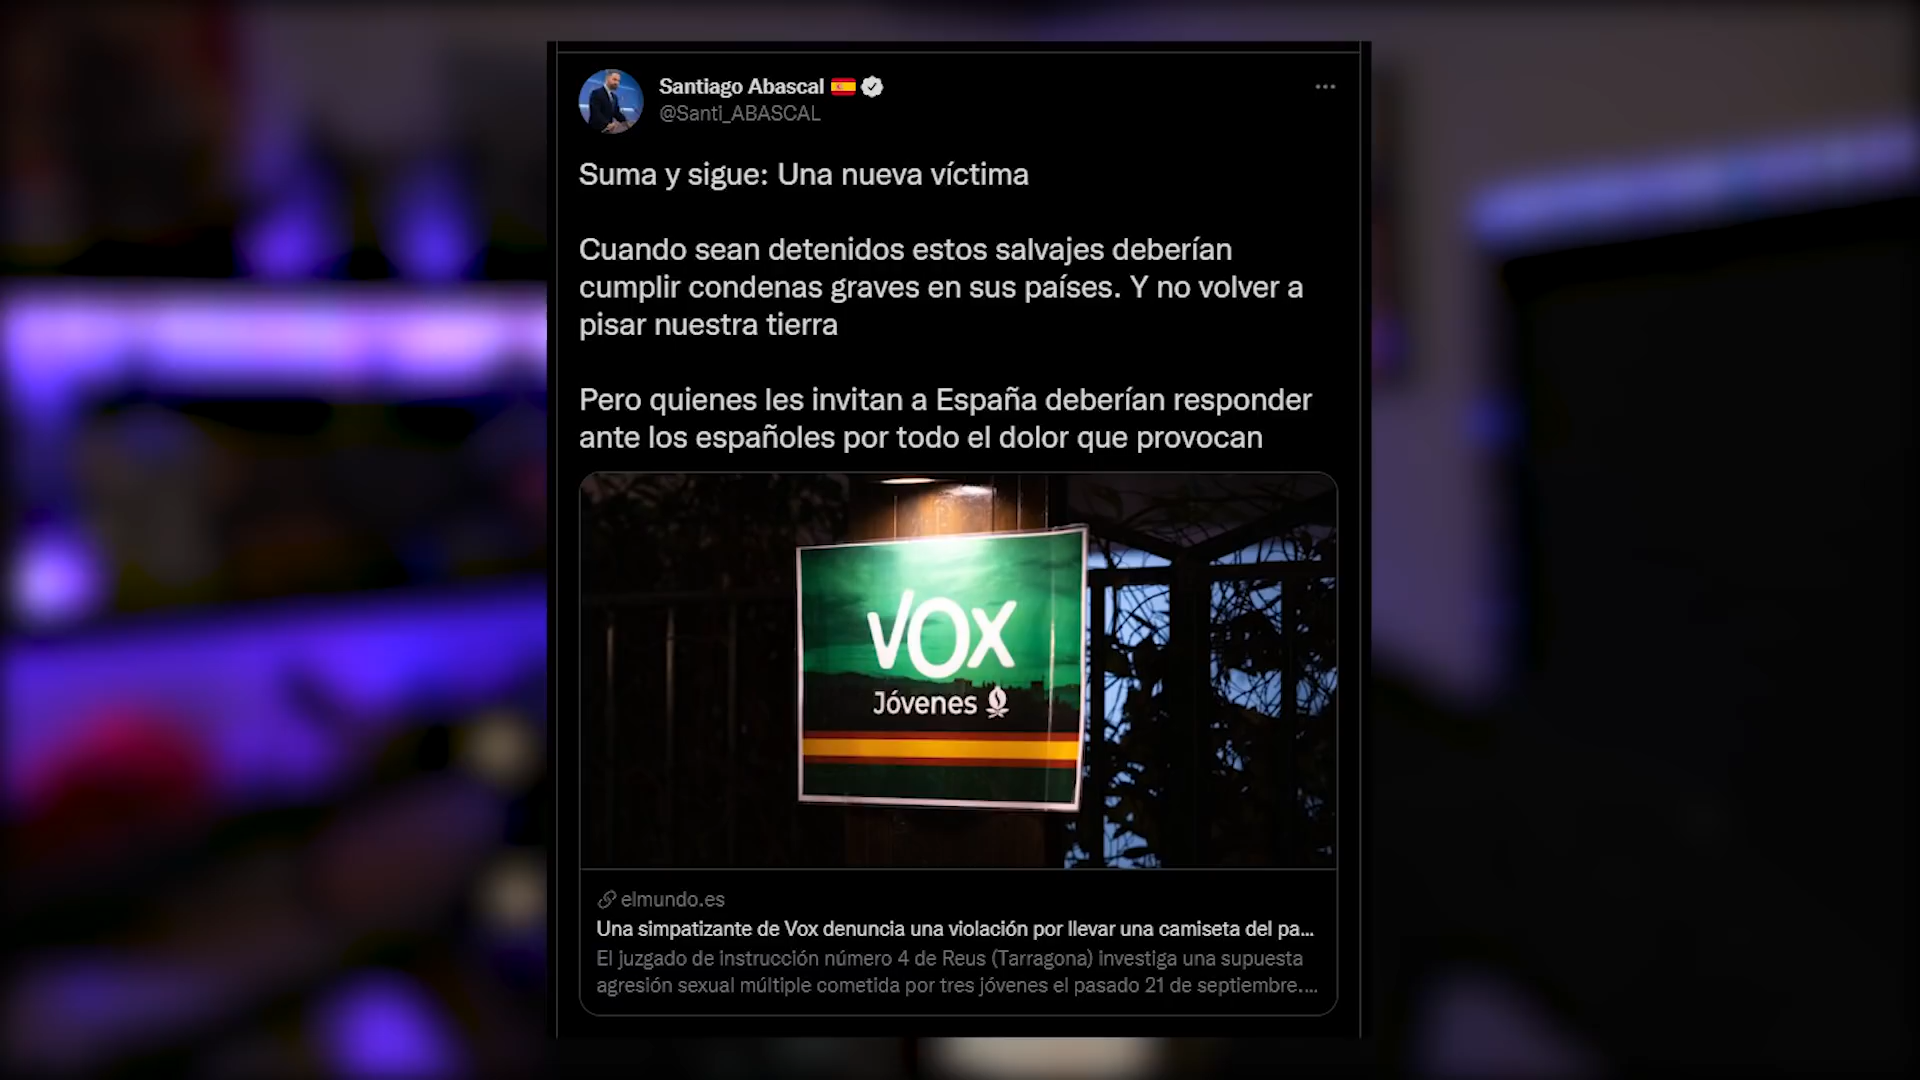 Santiago Abascal
@Santi_ABASCAL
Suma y sigue: Una nueva víctima
Cuando sean detenidos estos salvajes deberían
cumplir condenas graves en sus países. Y no volver a
pisar nuestra tierra
Pero quienes les invitan a España deberían responder
ante los españoles por todo el dolor que provocan
VOX
Jóvenes
elmundo.es
Una simpatizante de Vox denuncia una violación por llevar una camiseta del pa...
El juzgado de instrucción número 4 de Reus (Tarragona) investiga una supuesta
agresión sexual múltiple cometida por tres jóvenes el pasado 21 de septiembre....